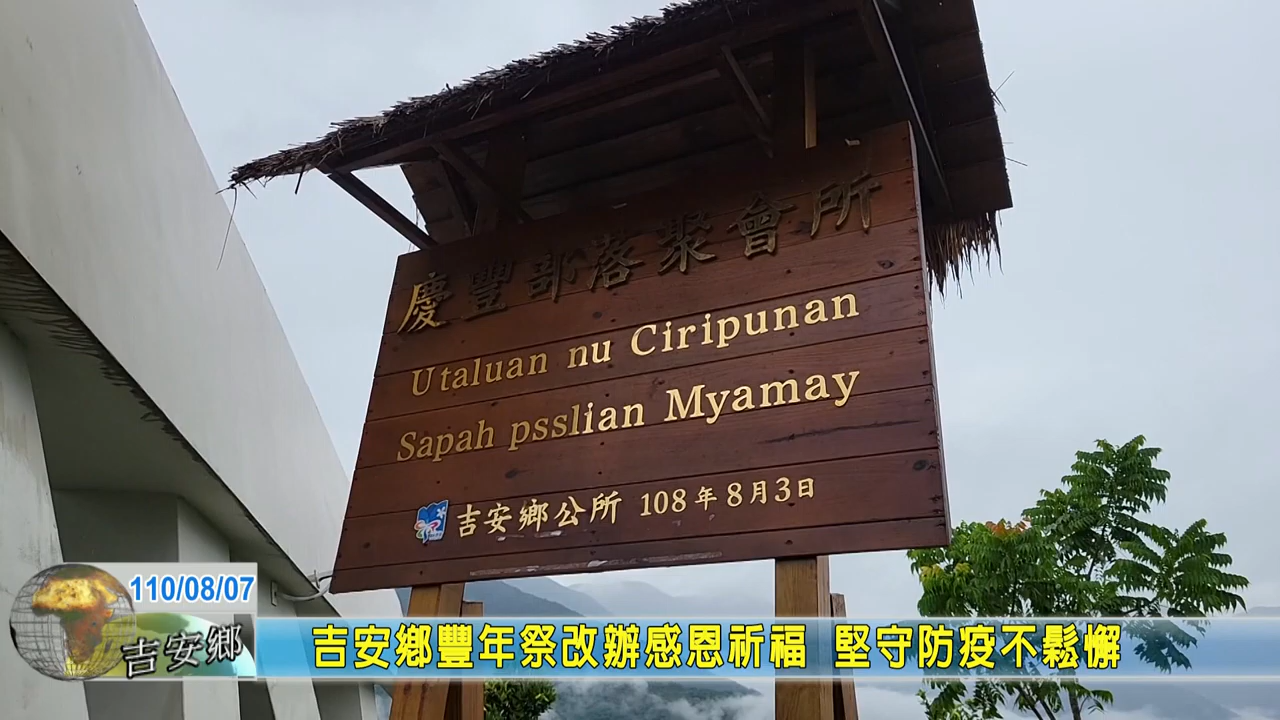 慶豐部落聚會所
Utaluan nu Ciripunan
Sapah psslian Myamay
吉安鄉公所 108年8月3日
110/08/07
吉安鄉
吉安鄉豐年祭改辦感恩祈福 堅守防疫不鬆懈